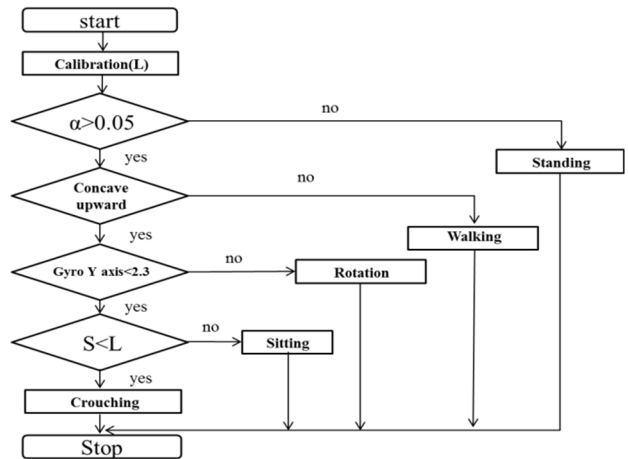 start
Calibration(L)
α>0.05
no
yes
Standing
Concave
upward
no
yes
Walking
Gyro Y axis<2.3
no
Rotation
yes
S<L
no
Sitting
yes
Crouching
Stop